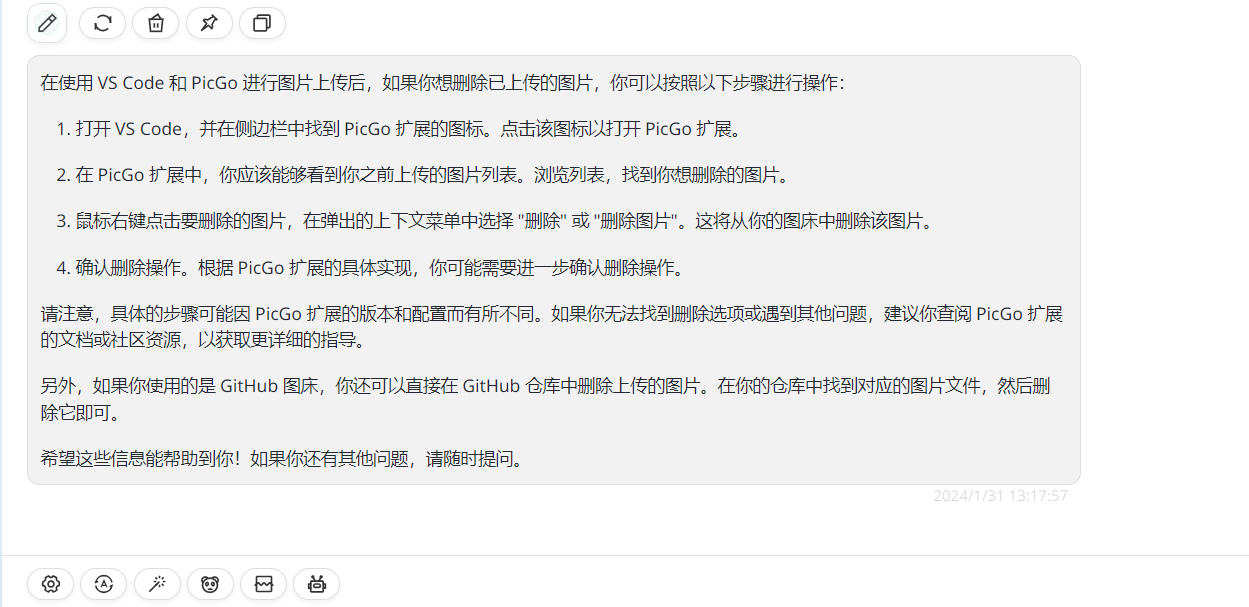 在使用 VS Code 和 PicGo 进行图片上传后，如果你想删除已上传的图片，你可以按照以下步骤进行操作：
1. 打开 VS Code，并在侧边栏中找到 PicGo 扩展的图标。点击该图标以打开 PicGo 扩展。
2. 在 PicGo 扩展中，你应该能够看到你之前上传的图片列表。浏览列表，找到你想删除的图片。
3. 鼠标右键点击要删除的图片，在弹出的上下文菜单中选择 "删除" 或 "删除图片"。这将从你的图床中删除该图片。
4. 确认删除操作。根据 PicGo 扩展的具体实现，你可能需要进一步确认删除操作。
请注意，具体的步骤可能因 PicGo 扩展的版本和配置而有所不同。如果你无法找到删除选项或遇到其他问题，建议你查阅 PicGo 扩展
的文档或社区资源，以获取更详细的指导。
另外，如果你使用的是 GitHub 图床，你还可以直接在 GitHub 仓库中删除上传的图片。在你的仓库中找到对应的图片文件，然后删
除它即可。
希望这些信息能帮助到你！如果你还有其他问题，请随时提问。
2024/1/31 13:17:57